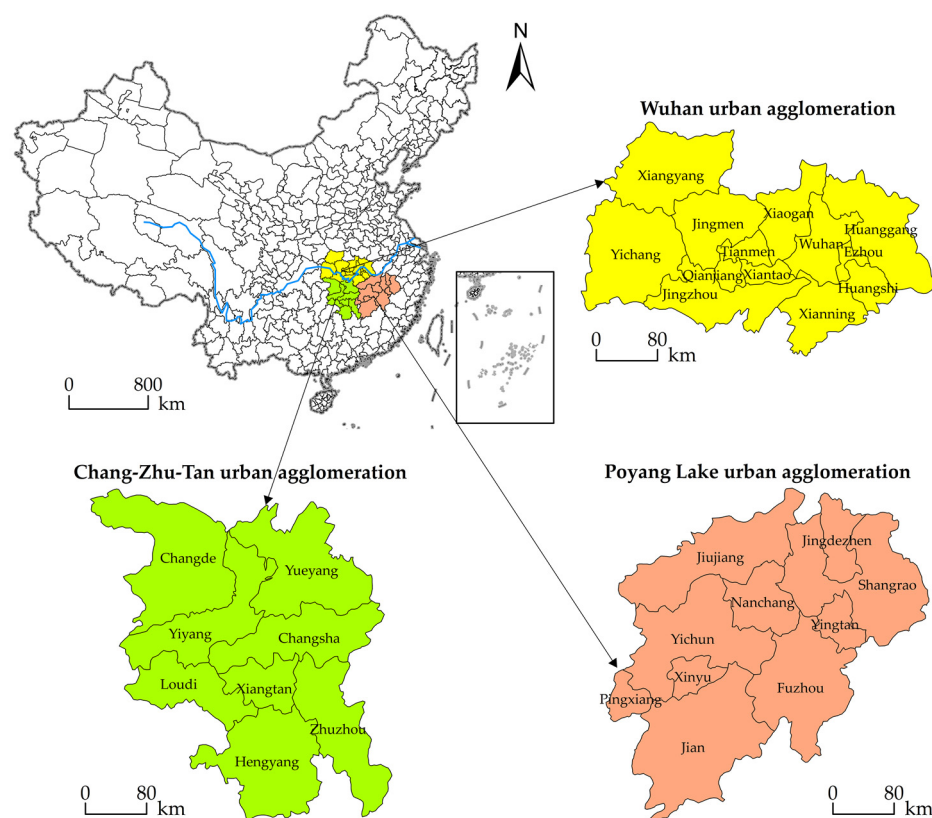 N
0 800
km
Wuhan urban agglomeration
Xiangyang
Jingmen
Xiaogan
Huanggang
Yichang
Tianmen
Wuhan
Ezhou
Qianjiang
Xiantao
Jingzhou
Huangshi
Xianning
0 80
km
Chang-Zhu-Tan urban agglomeration
Changde
Yueyang
Yiyang
Changsha
Loudi
Xiangtan
Zhuzhou
Hengyang
0 80
km
Poyang Lake urban agglomeration
Jiujiang
Jingdezhen
Shangrao
Nanchang
Yichun
Yingtan
Xinyu
Pingxiang
Fuzhou
Jian
0 80
km